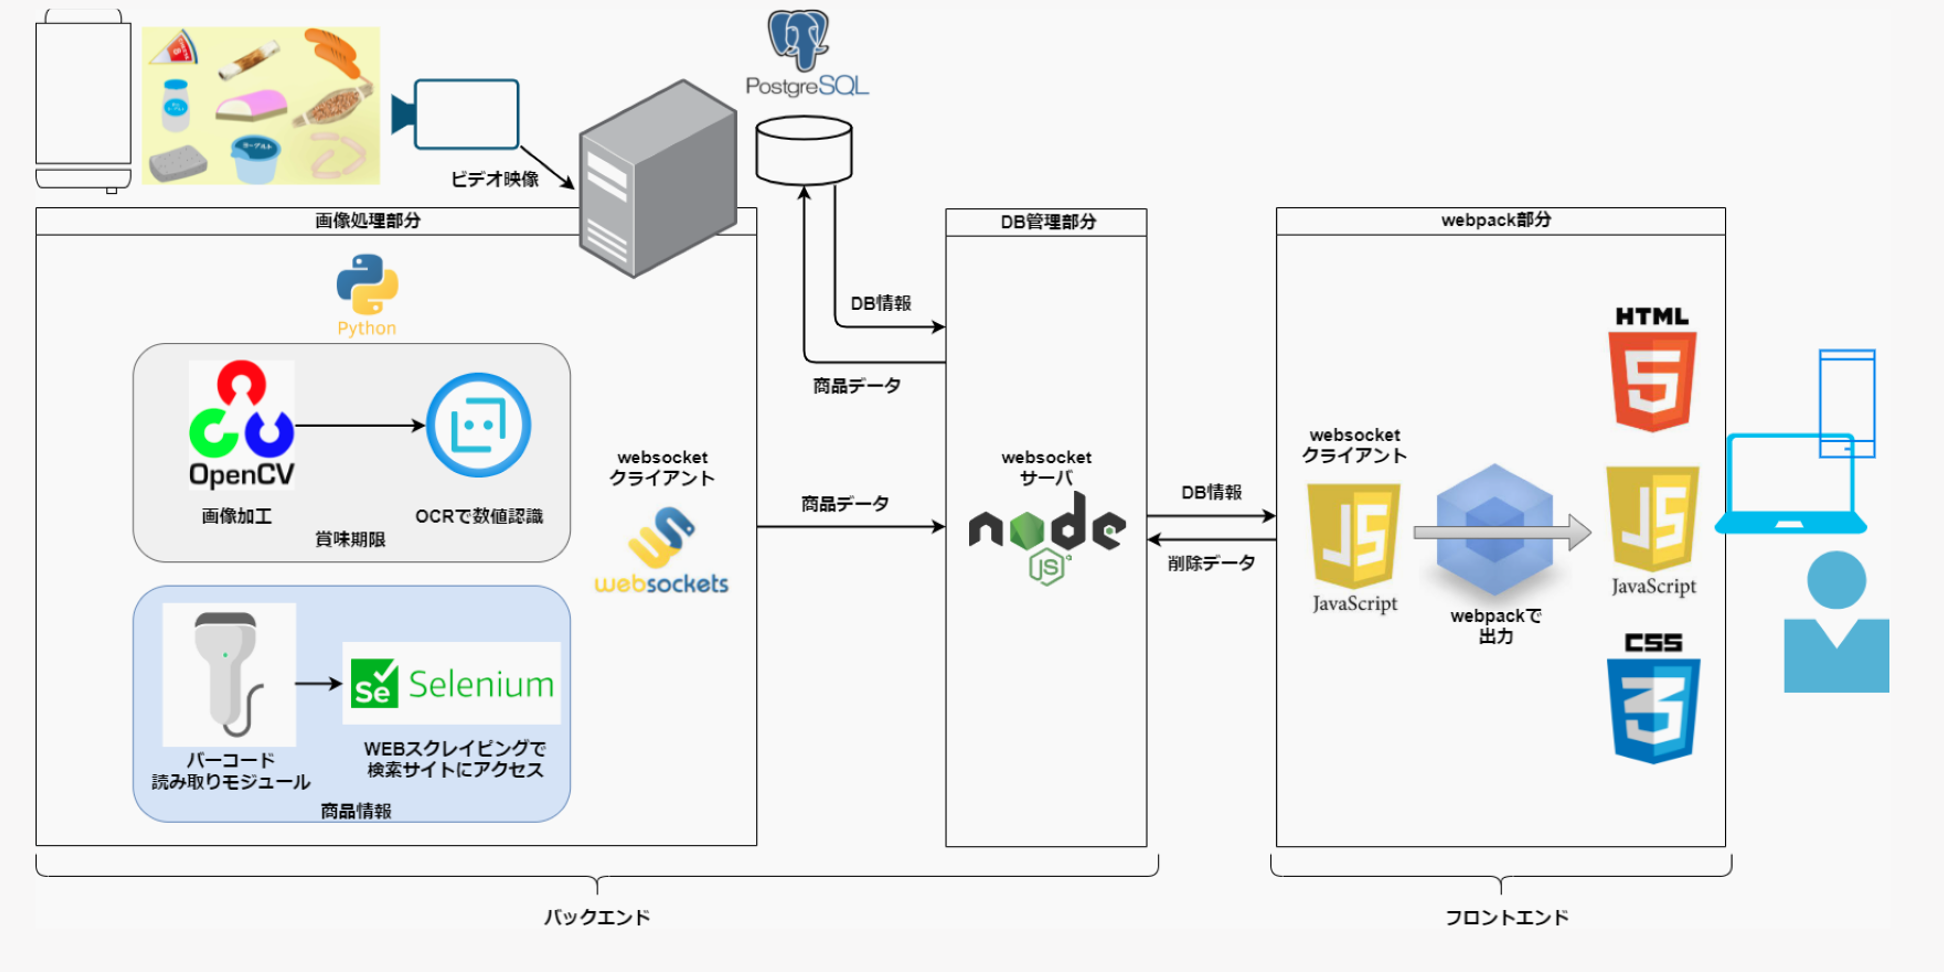 PostgreSQL
ヨーグルト
ビデオ映像
画像処理部分
DB管理部分
webpack部分
Python
DB情報
商品データ
HTML
5
OpenCV
画像加工
OCRで数値認識
賞味期限
websocket
クライアント
websockets
商品データ
websocket
サーバ
node
JS
DB情報
削除データ
websocket
クライアント
JS
JavaScript
webpackで
出力
JS
JavaScript
CSS
3
Se
Selenium
バーコード
読み取りモジュール
WEBスクレイピングで
検索サイトにアクセス
商品情報
バックエンド
フロントエンド